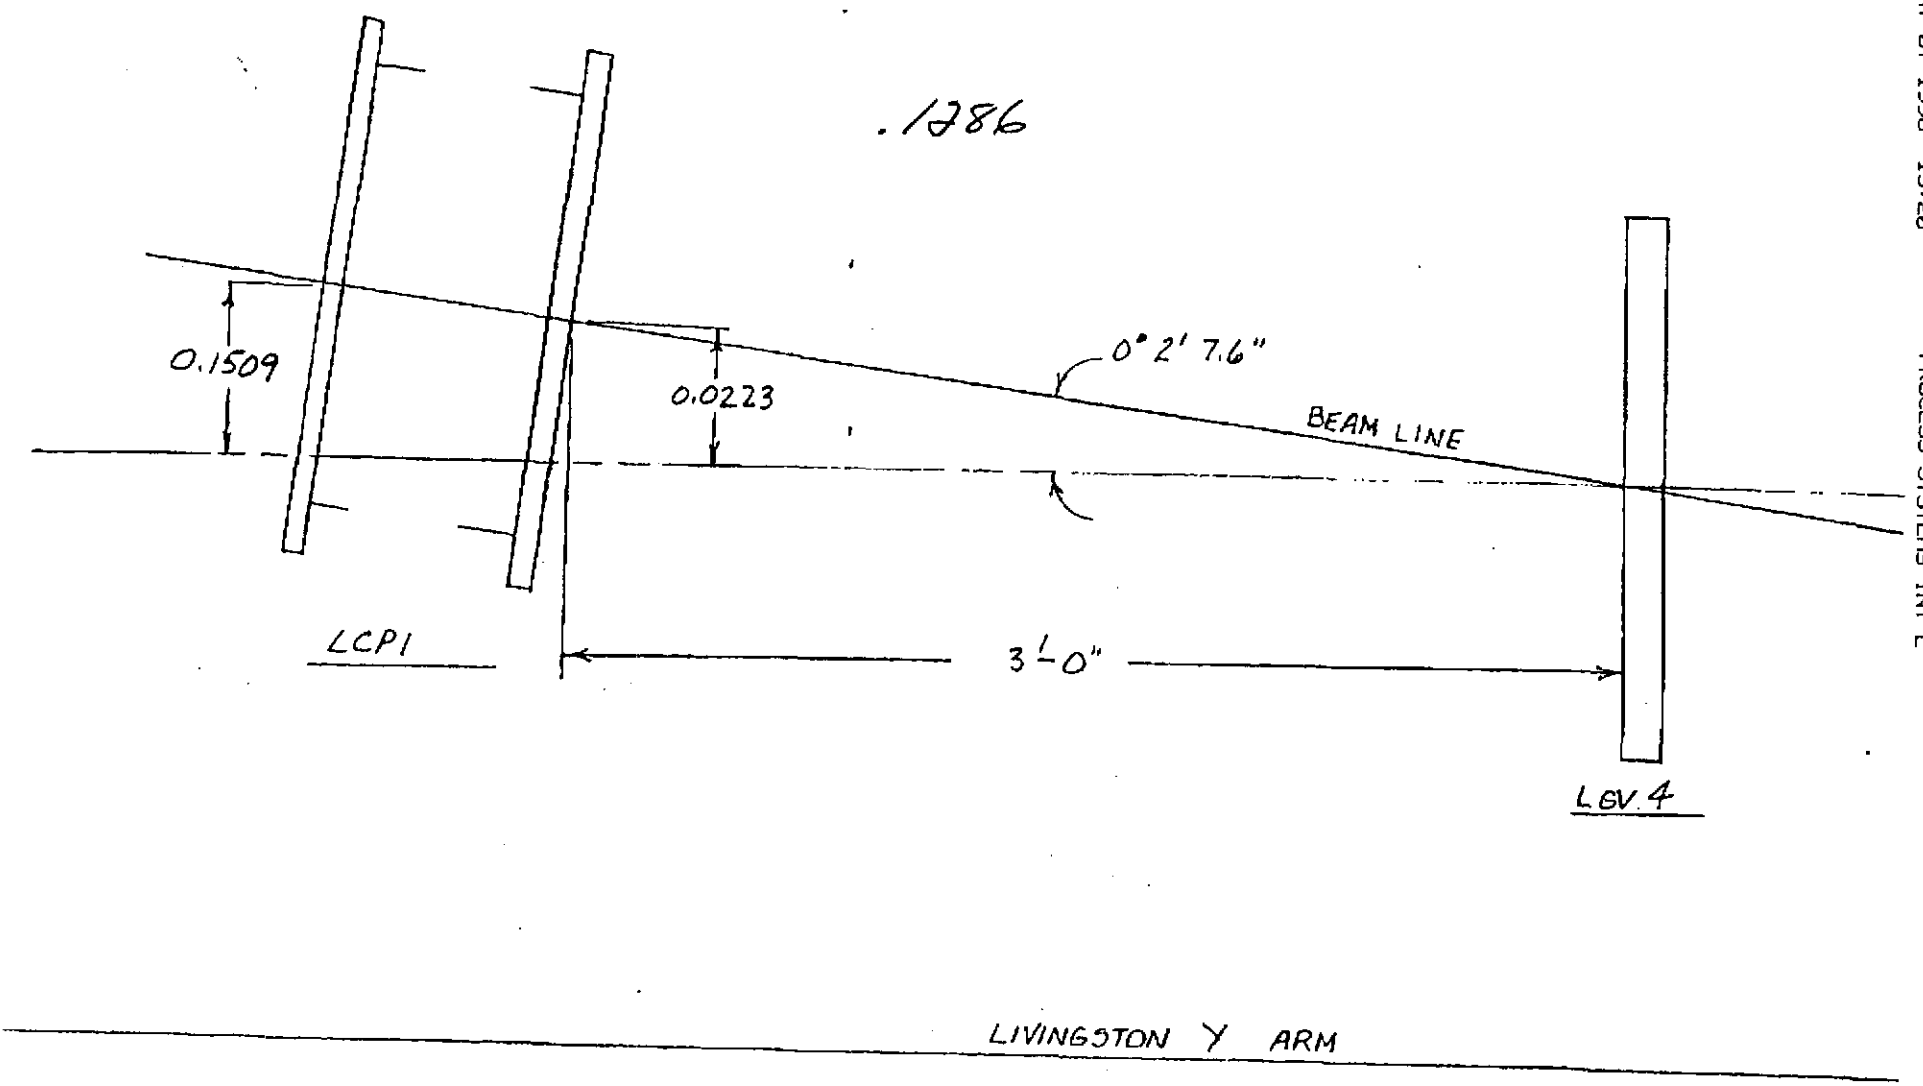 .1286
0° 2' 7.6"
0.1509
0.0223
BEAM LINE
LCP1
3'-0"
LGV.4
LIVINGSTON Y ARM